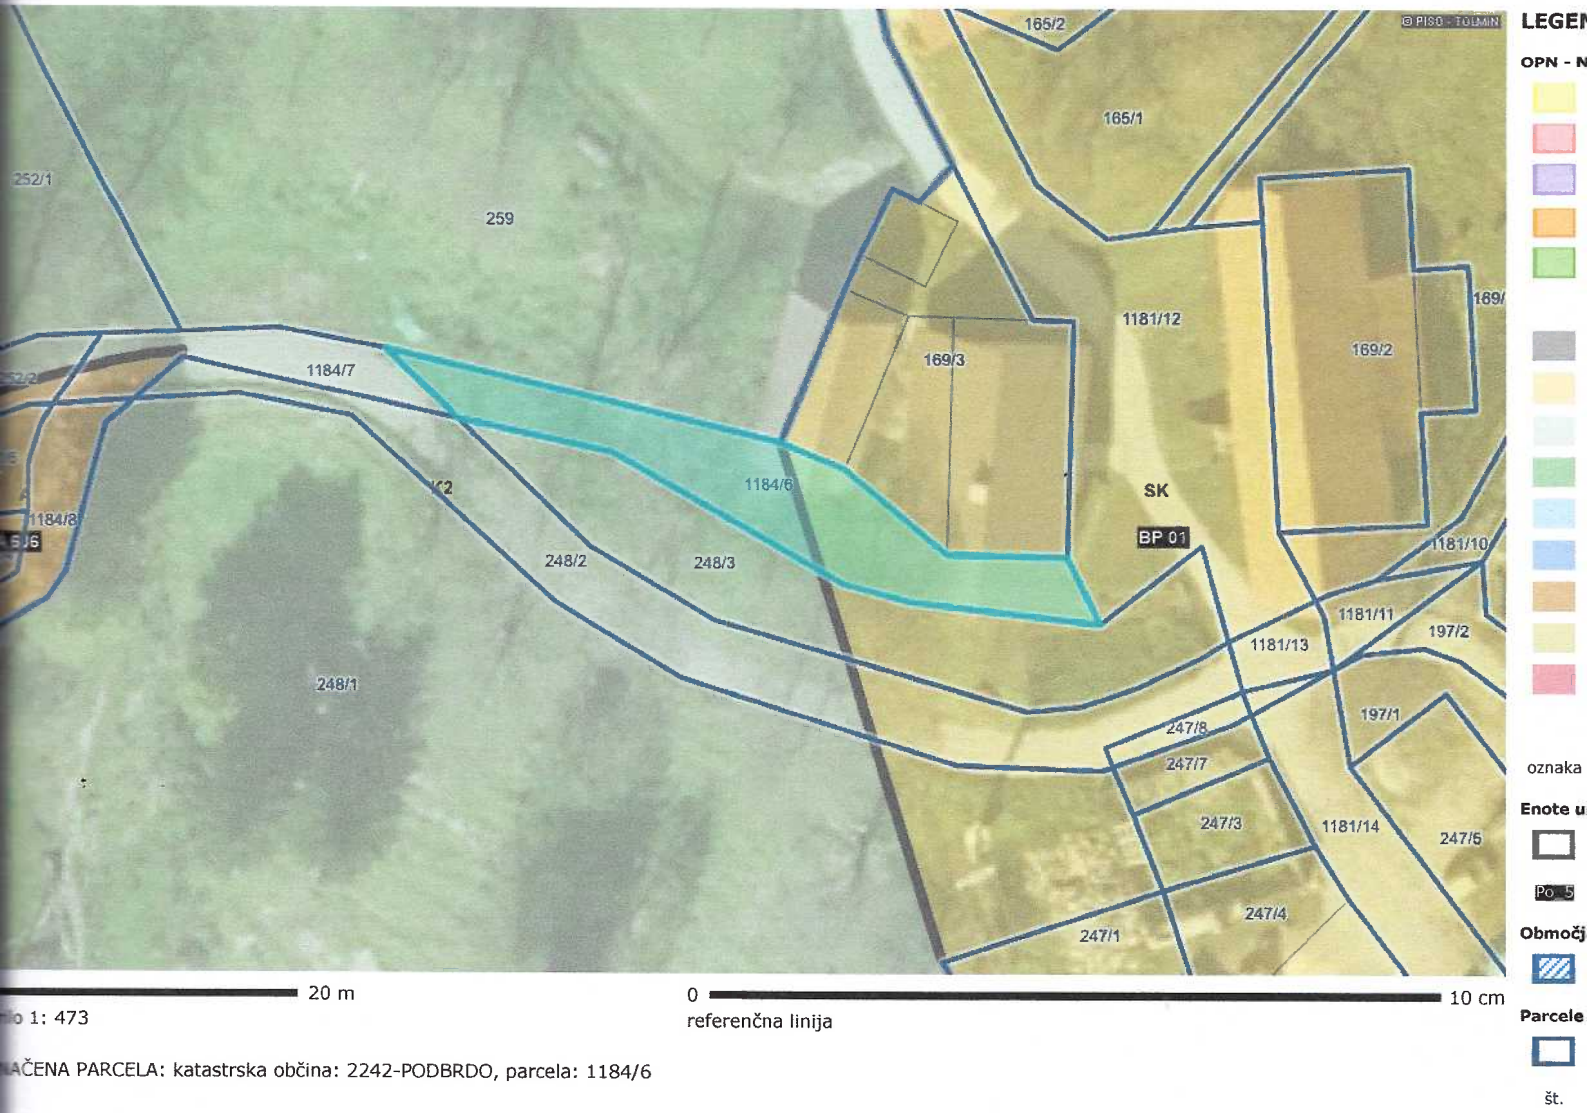 © PISO - TOLMIN
LEGEN
OPN - N
165/2
165/1
252/1
259
169/
1181/12
169/3
169/2
1184/7
252/2
K2
1184/6
SK
BP 01
1184/8
248/2
248/3
1181/10
1181/11
197/2
1181/13
248/1
197/1
247/8
247/7
oznaka
Enote u
247/3
1181/14
247/5
Po 5
247/4
247/1
Območj
20 m
0
10 cm
1: 473
referenčna linija
Parcele
NAČENA PARCELA: katastrska občina: 2242-PODBRDO, parcela: 1184/6
št.